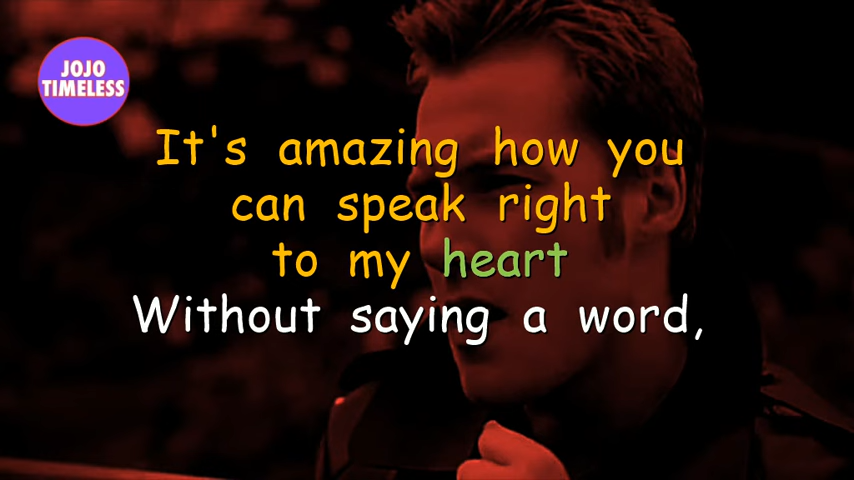 JOJO
TIMELESS
It's amazing how you
can speak right
to my heart
Without saying a word,